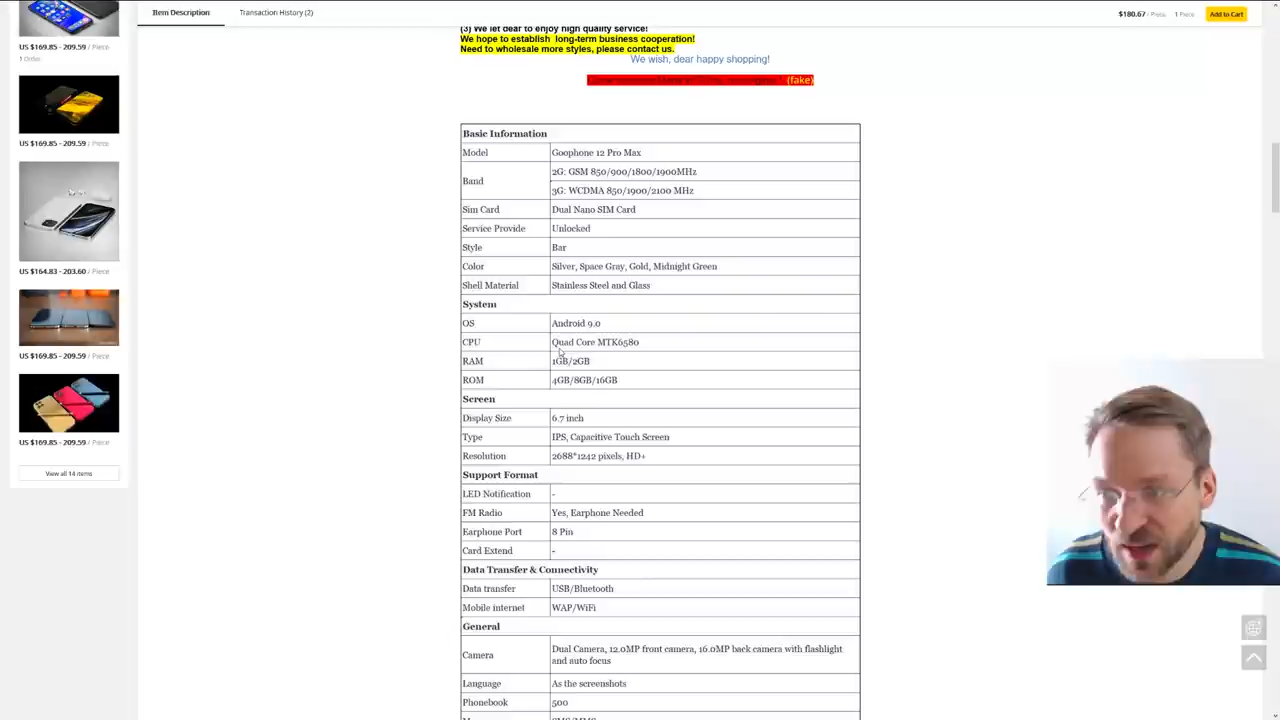 Item Description
Transaction History (2)
$180.67 / Piece
1 Piece
Add to Cart
US $169.85 - 209.59 / Piece
1 Order
US $169.85 - 209.59 / Piece
US $164.83 - 203.60 / Piece
US $169.85 - 209.59 / Piece
US $169.85 - 209.59 / Piece
View all 14 items
(3) We let dear to enjoy high quality service!
We hope to establish long-term business cooperation!
Need to wholesale more styles, please contact us.
We wish, dear happy shopping!
(fake)
Basic Information
Model Goophone 12 Pro Max
Band 2G: GSM 850/900/1800/1900MHz
3G: WCDMA 850/1900/2100 MHz
Sim Card Dual Nano SIM Card
Service Provide Unlocked
Style Bar
Color Silver, Space Gray, Gold, Midnight Green
Shell Material Stainless Steel and Glass
System
OS Android 9.0
CPU Quad Core MTK6580
RAM 1GB/2GB
ROM 4GB/8GB/16GB
Screen
Display Size 6.7 inch
Type IPS, Capacitive Touch Screen
Resolution 2688*1242 pixels, HD+
Support Format
LED Notification -
FM Radio Yes, Earphone Needed
Earphone Port 8 Pin
Card Extend -
Data Transfer & Connectivity
Data transfer USB/Bluetooth
Mobile internet WAP/WiFi
General
Camera Dual Camera, 12.0MP front camera, 16.0MP back camera with flashlight
and auto focus
Language As the screenshots
Phonebook 500